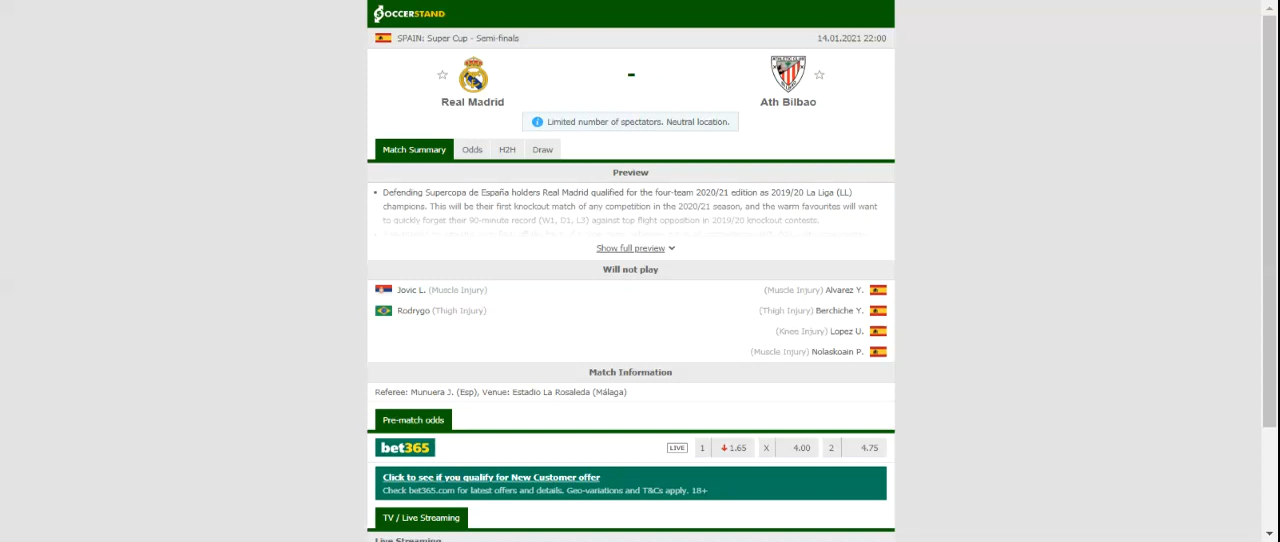 SOCCERSTAND
SPAIN: Super Cup - Semi-finals
14.01.2021 22:00
-
Real Madrid
Ath Bilbao
Limited number of spectators. Neutral location.
Match Summary
Odds
H2H
Draw
Preview
• Defending Supercopa de España holders Real Madrid qualified for the four-team 2020/21 edition as 2019/20 La Liga (LL)
champions. This will be their first knockout match of any competition in the 2020/21 season, and the warm favourites will want
to quickly forget their 90-minute record (W1, D1, L3) against top flight opposition in 2019/20 knockout contests.
Show full preview
Will not play
Jovic L. (Muscle Injury)
(Muscle Injury) Alvarez Y.
Rodrygo (Thigh Injury)
(Thigh Injury) Berchiche Y.
(Knee Injury) Lopez U.
(Muscle Injury) Nolaskoain P.
Match Information
Referee: Munuera J. (Esp), Venue: Estadio La Rosaleda (Málaga)
Pre-match odds
bet365
LIVE
1 1.65
X 4.00
2 4.75
Click to see if you qualify for New Customer offer
Check bet365.com for latest offers and details. Geo-variations and T&Cs apply. 18+
TV / Live Streaming
Live Streaming